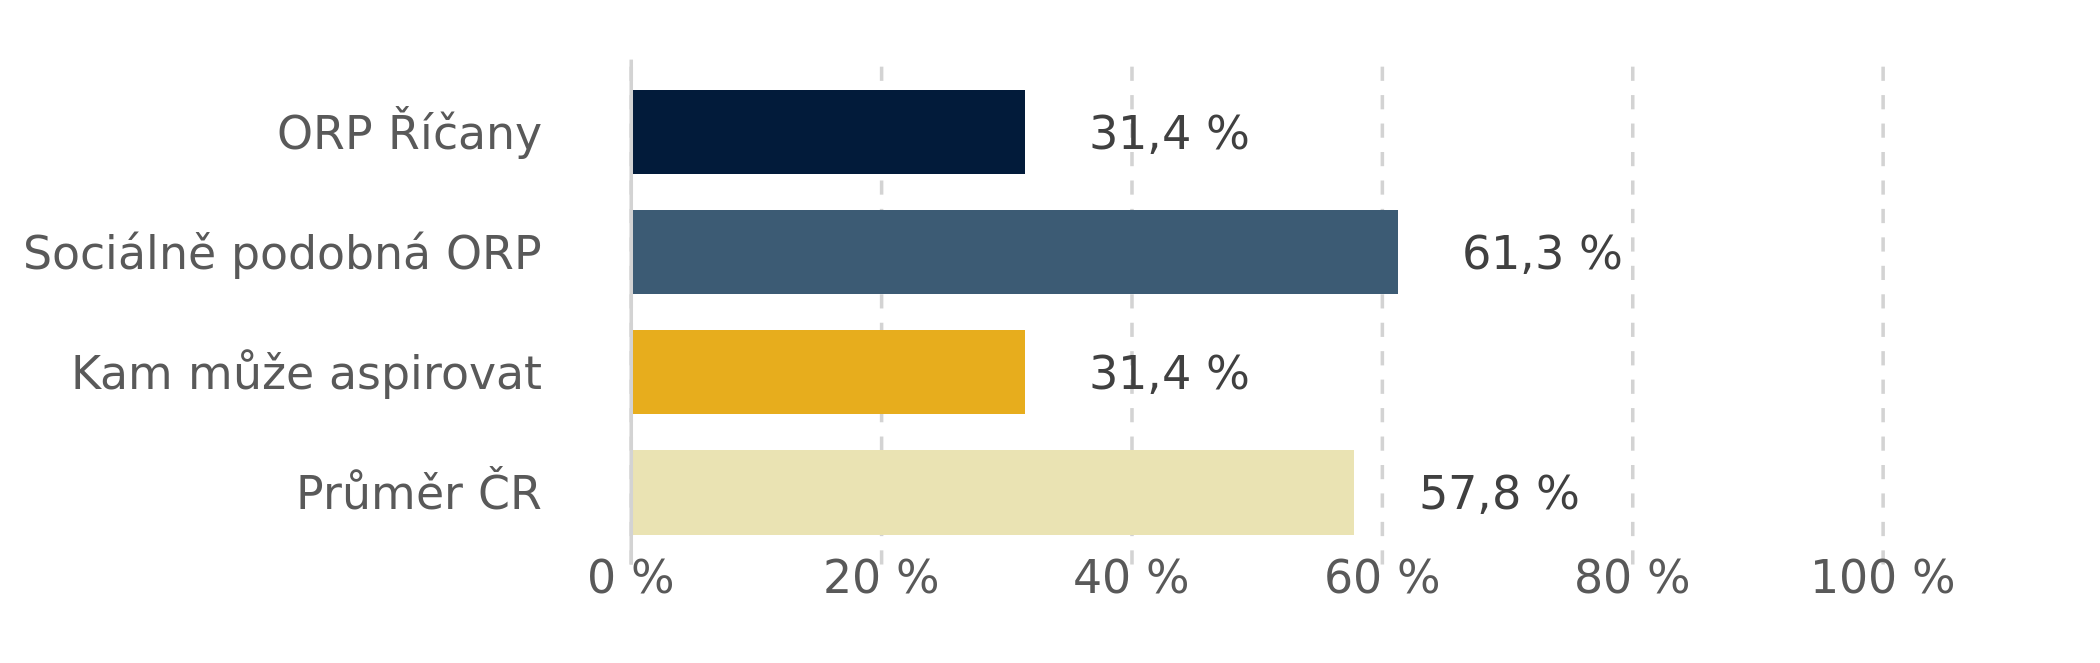 ORP Říčany
31,4 %
Sociálně podobná ORP
61,3 %
Kam může aspirovat
31,4 %
Průměr ČR
57,8 %
0 % 20 % 40 % 60 % 80 % 100 %